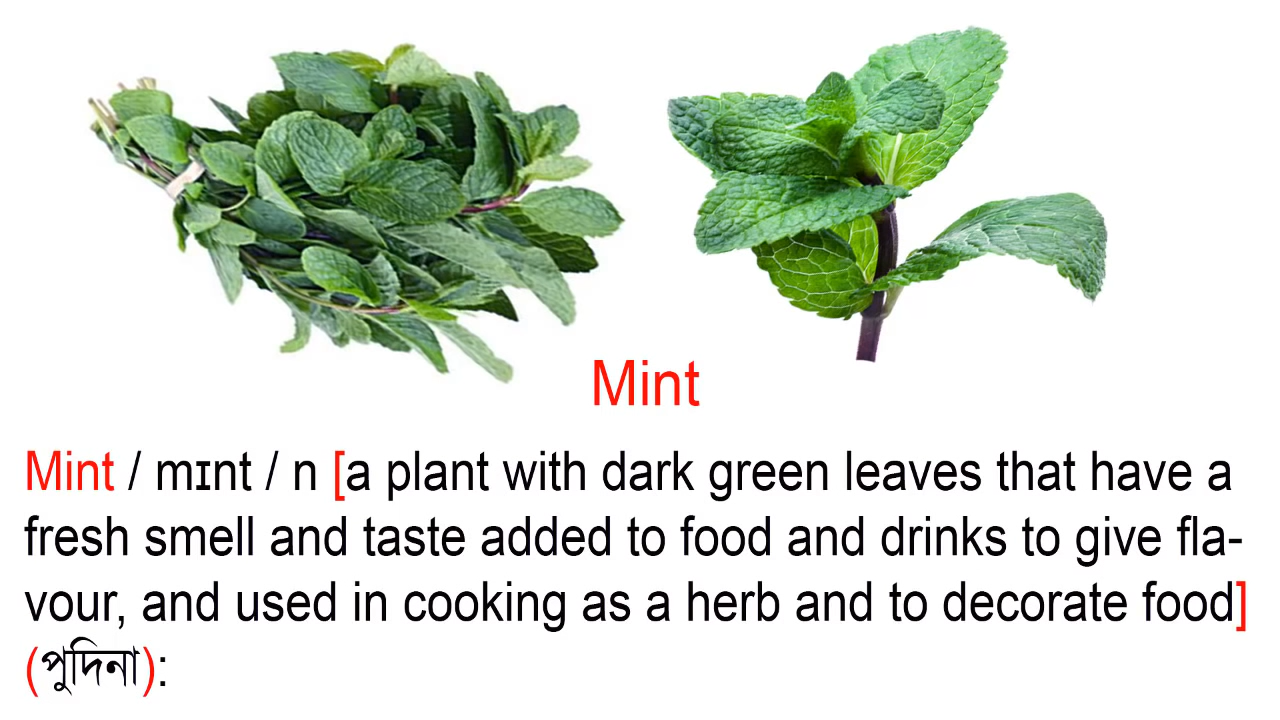 Mint
Mint / mɪnt / n [a plant with dark green leaves that have a
fresh smell and taste added to food and drinks to give fla-
vour, and used in cooking as a herb and to decorate food]
(পুদিনা):